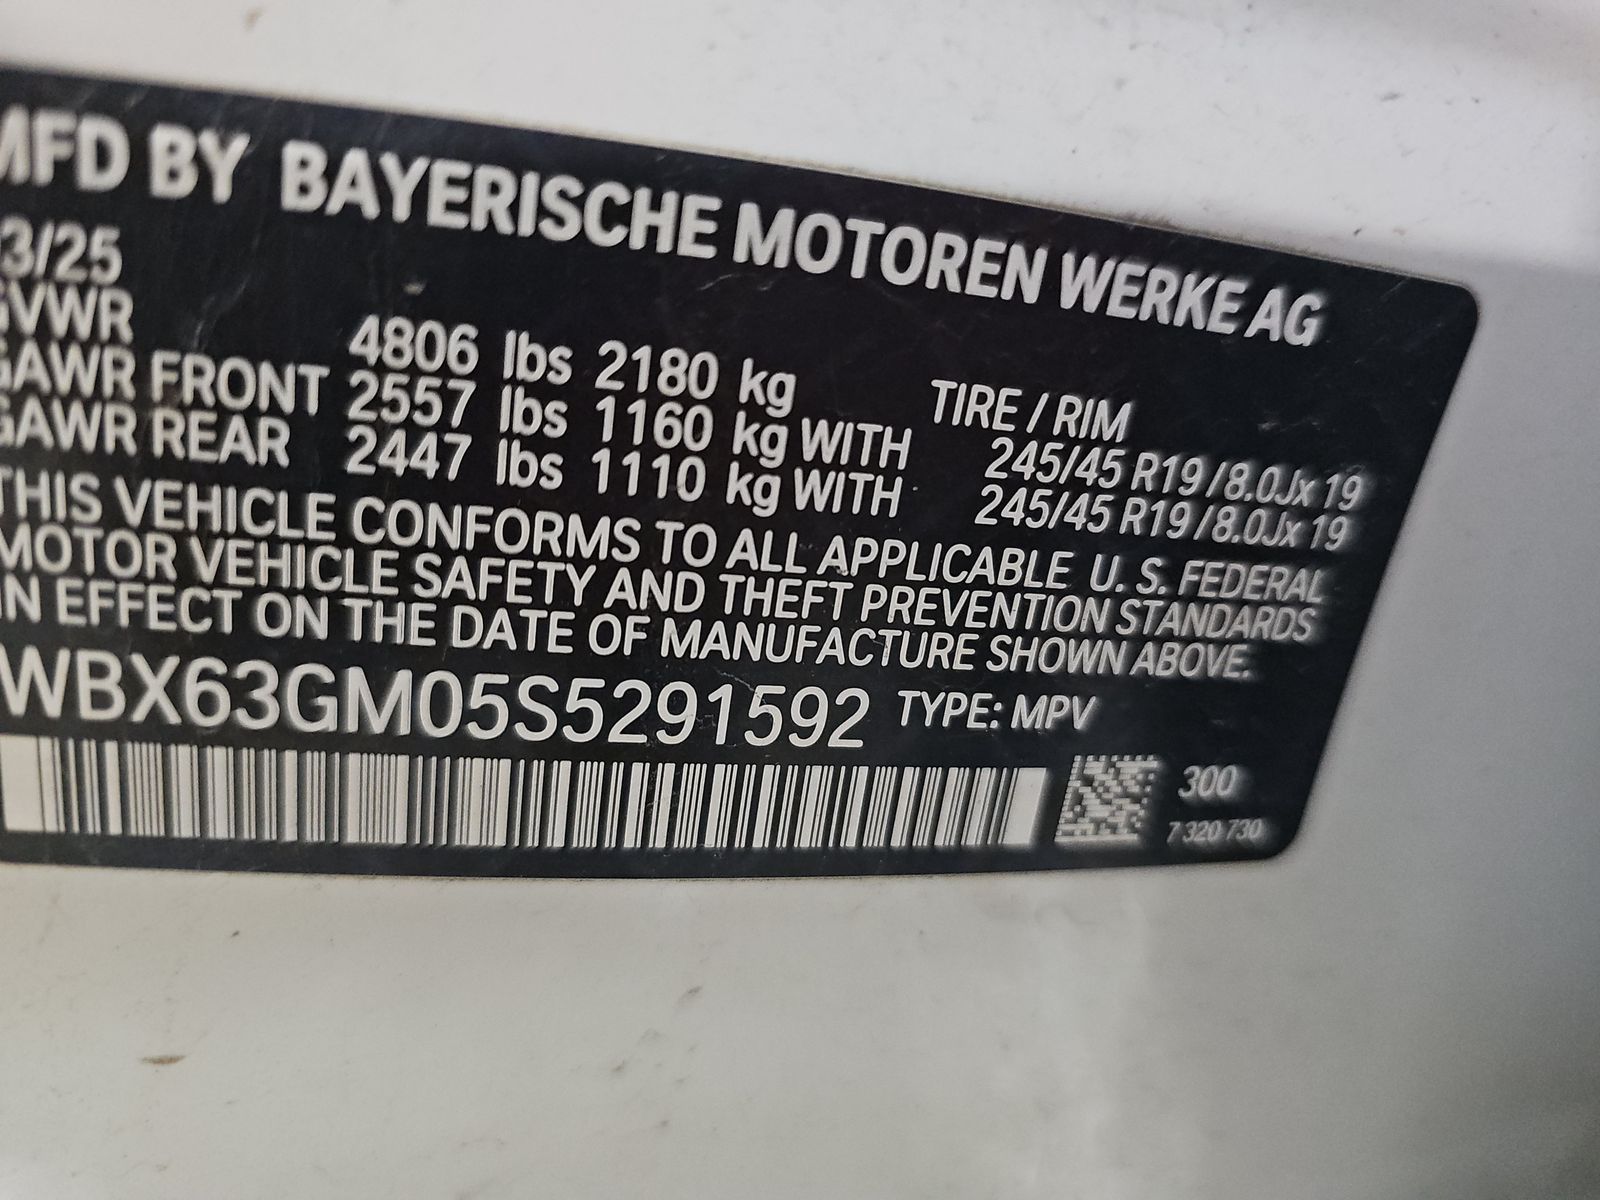 MFD BY BAYERISCHE MOTOREN WERKE AG
03/25
GVWR 4806 lbs 2180 kg TIRE / RIM
GAWR FRONT 2557 lbs 1160 kg WITH 245/45 R19 / 8.0Jx 19
GAWR REAR 2447 lbs 1110 kg WITH 245/45 R19 / 8.0Jx 19
THIS VEHICLE CONFORMS TO ALL APPLICABLE U. S. FEDERAL
MOTOR VEHICLE SAFETY AND THEFT PREVENTION STANDARDS
IN EFFECT ON THE DATE OF MANUFACTURE SHOWN ABOVE.
WBX63GM05S5291592 TYPE: MPV
300
7 320 730